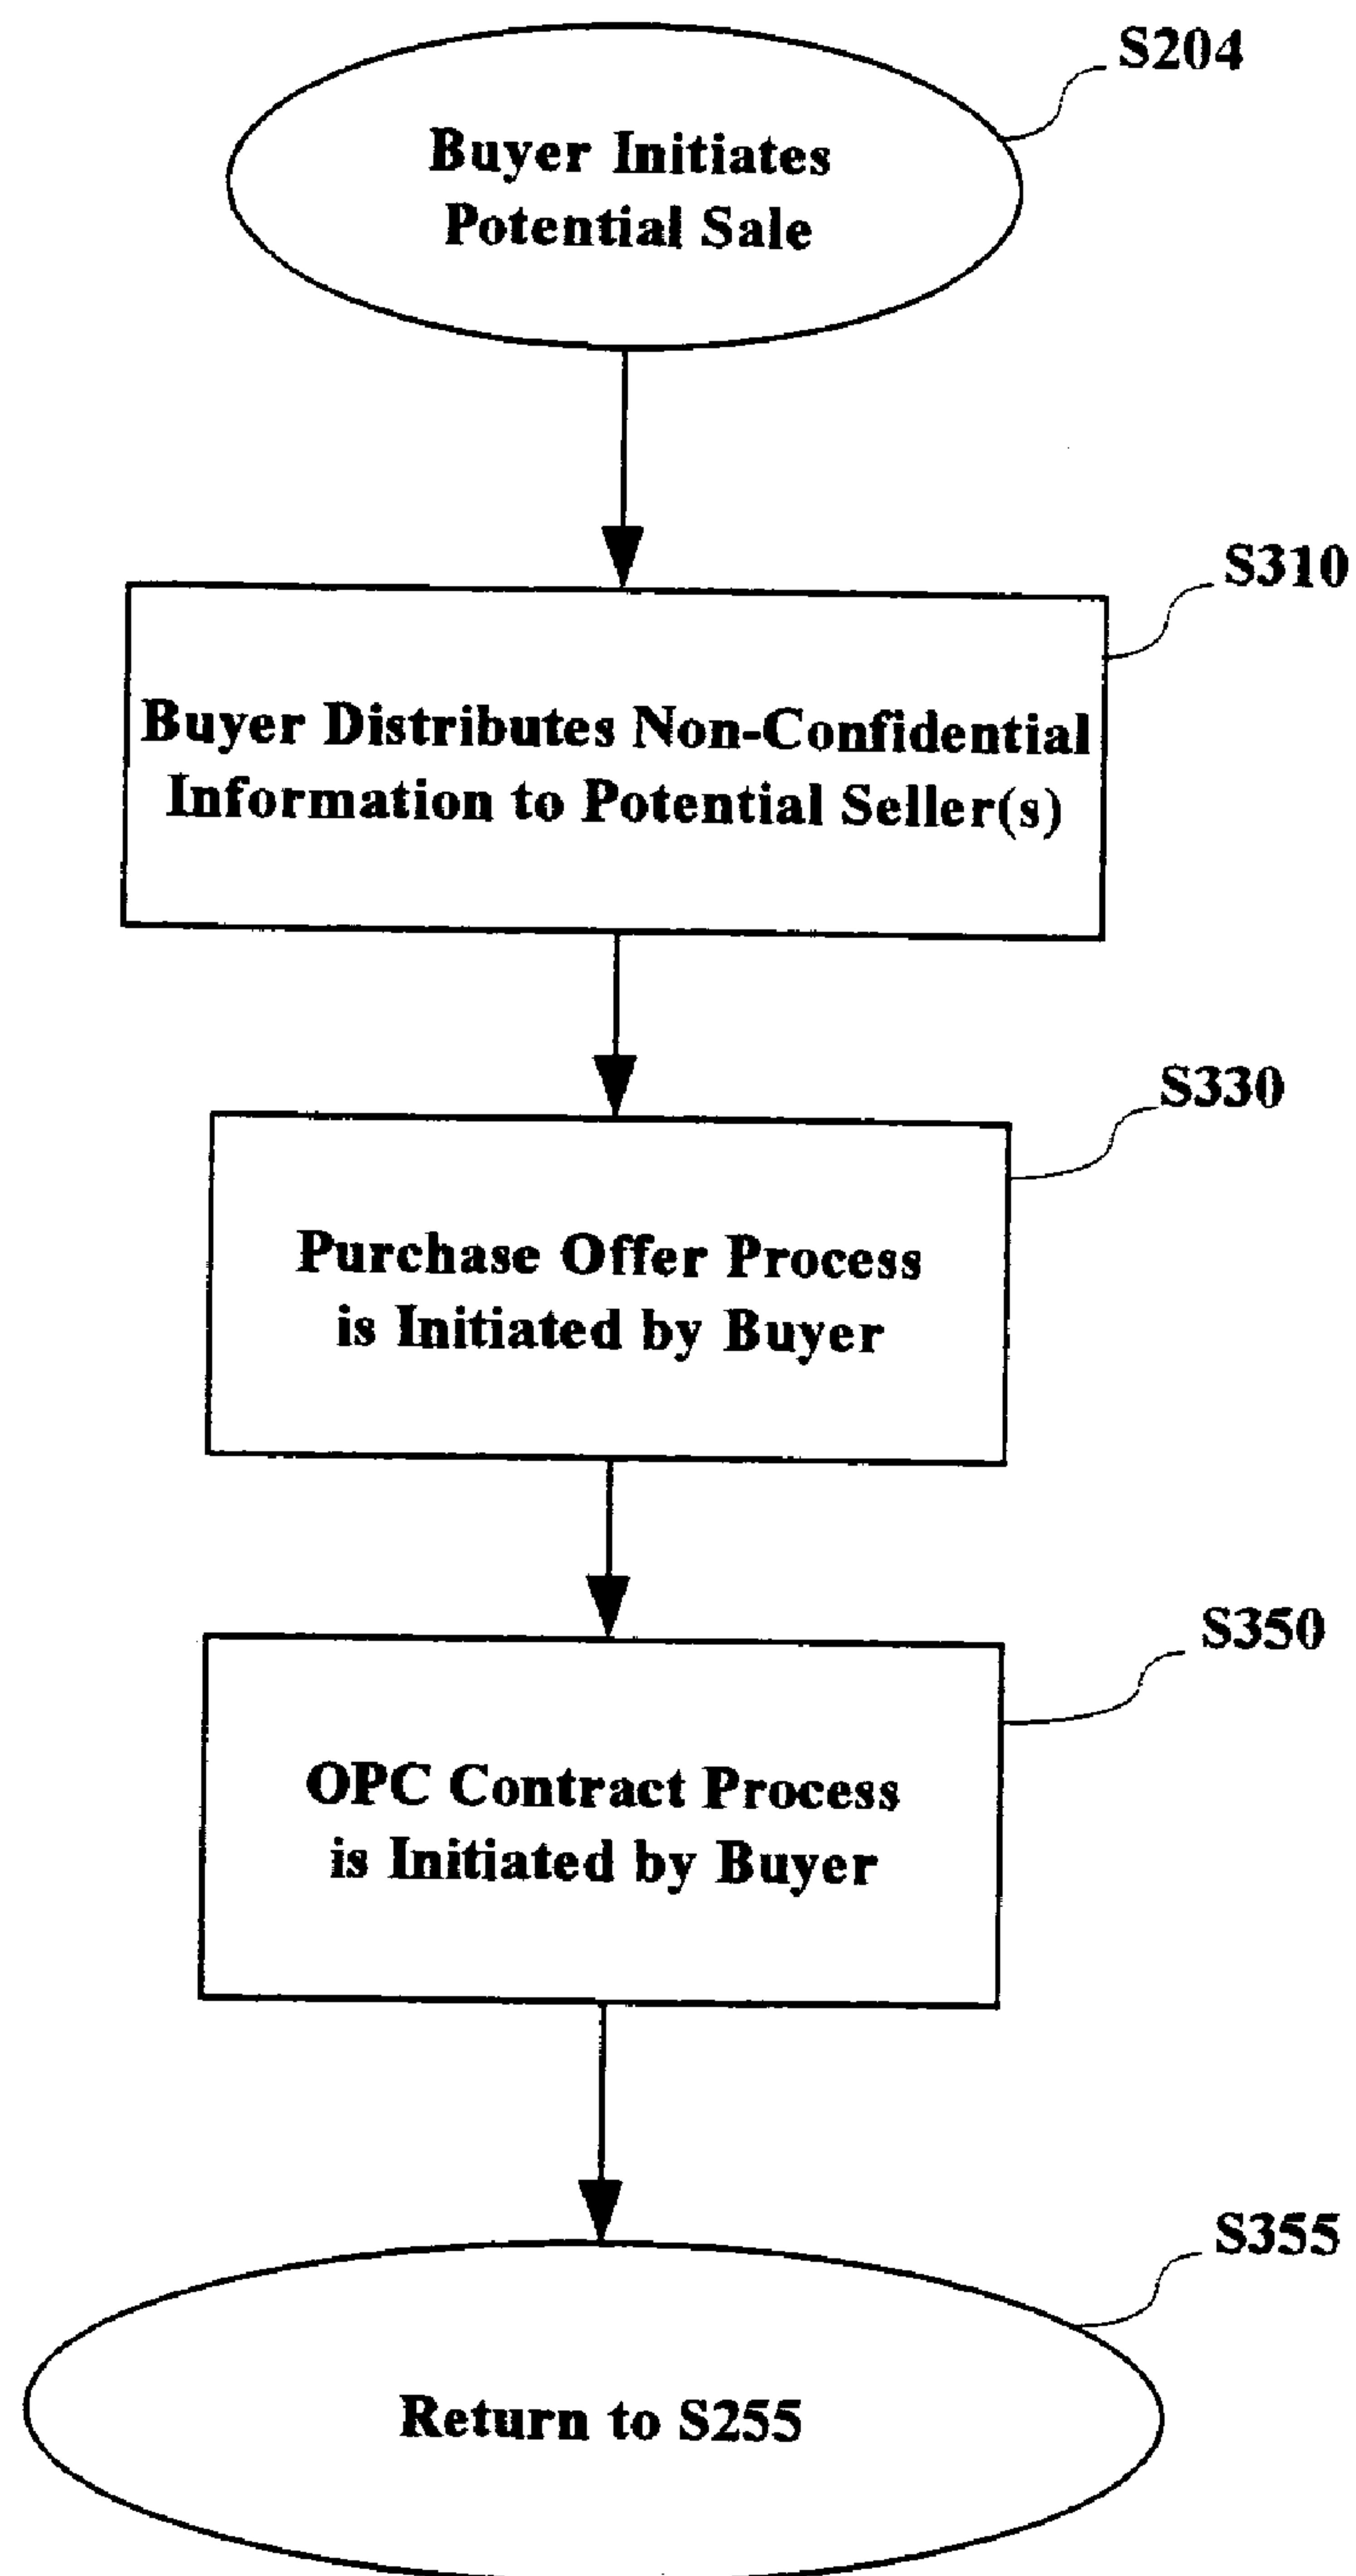 S204
Buyer Initiates
Potential Sale
S310
Buyer Distributes Non-Confidential
Information to Potential Seller(s)
S330
Purchase Offer Process
is Initiated by Buyer
S350
OPC Contract Process
is Initiated by Buyer
S355
Return to S255